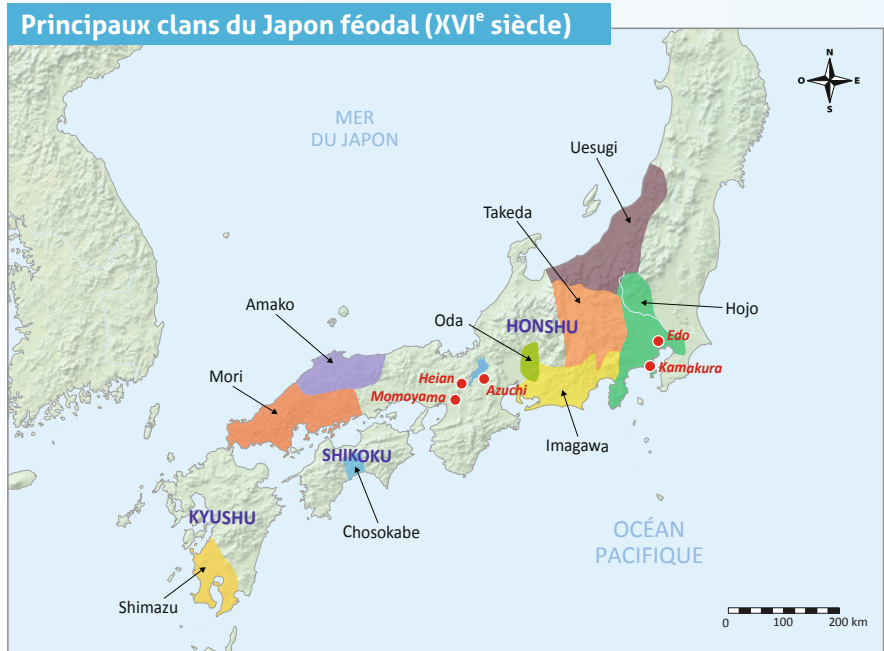 Principaux clans du Japon féodal (XVIe siècle)
N
O
E
S
MER
DU JAPON
Uesugi
Takeda
Amako
Oda
HONSHU
Hojo
Edo
Mori
Heian
Kamakura
Momoyama
Azuchi
Imagawa
SHIKOKU
KYUSHU
Chosokabe
OCÉAN
PACIFIQUE
Shimazu
0
100
200 km